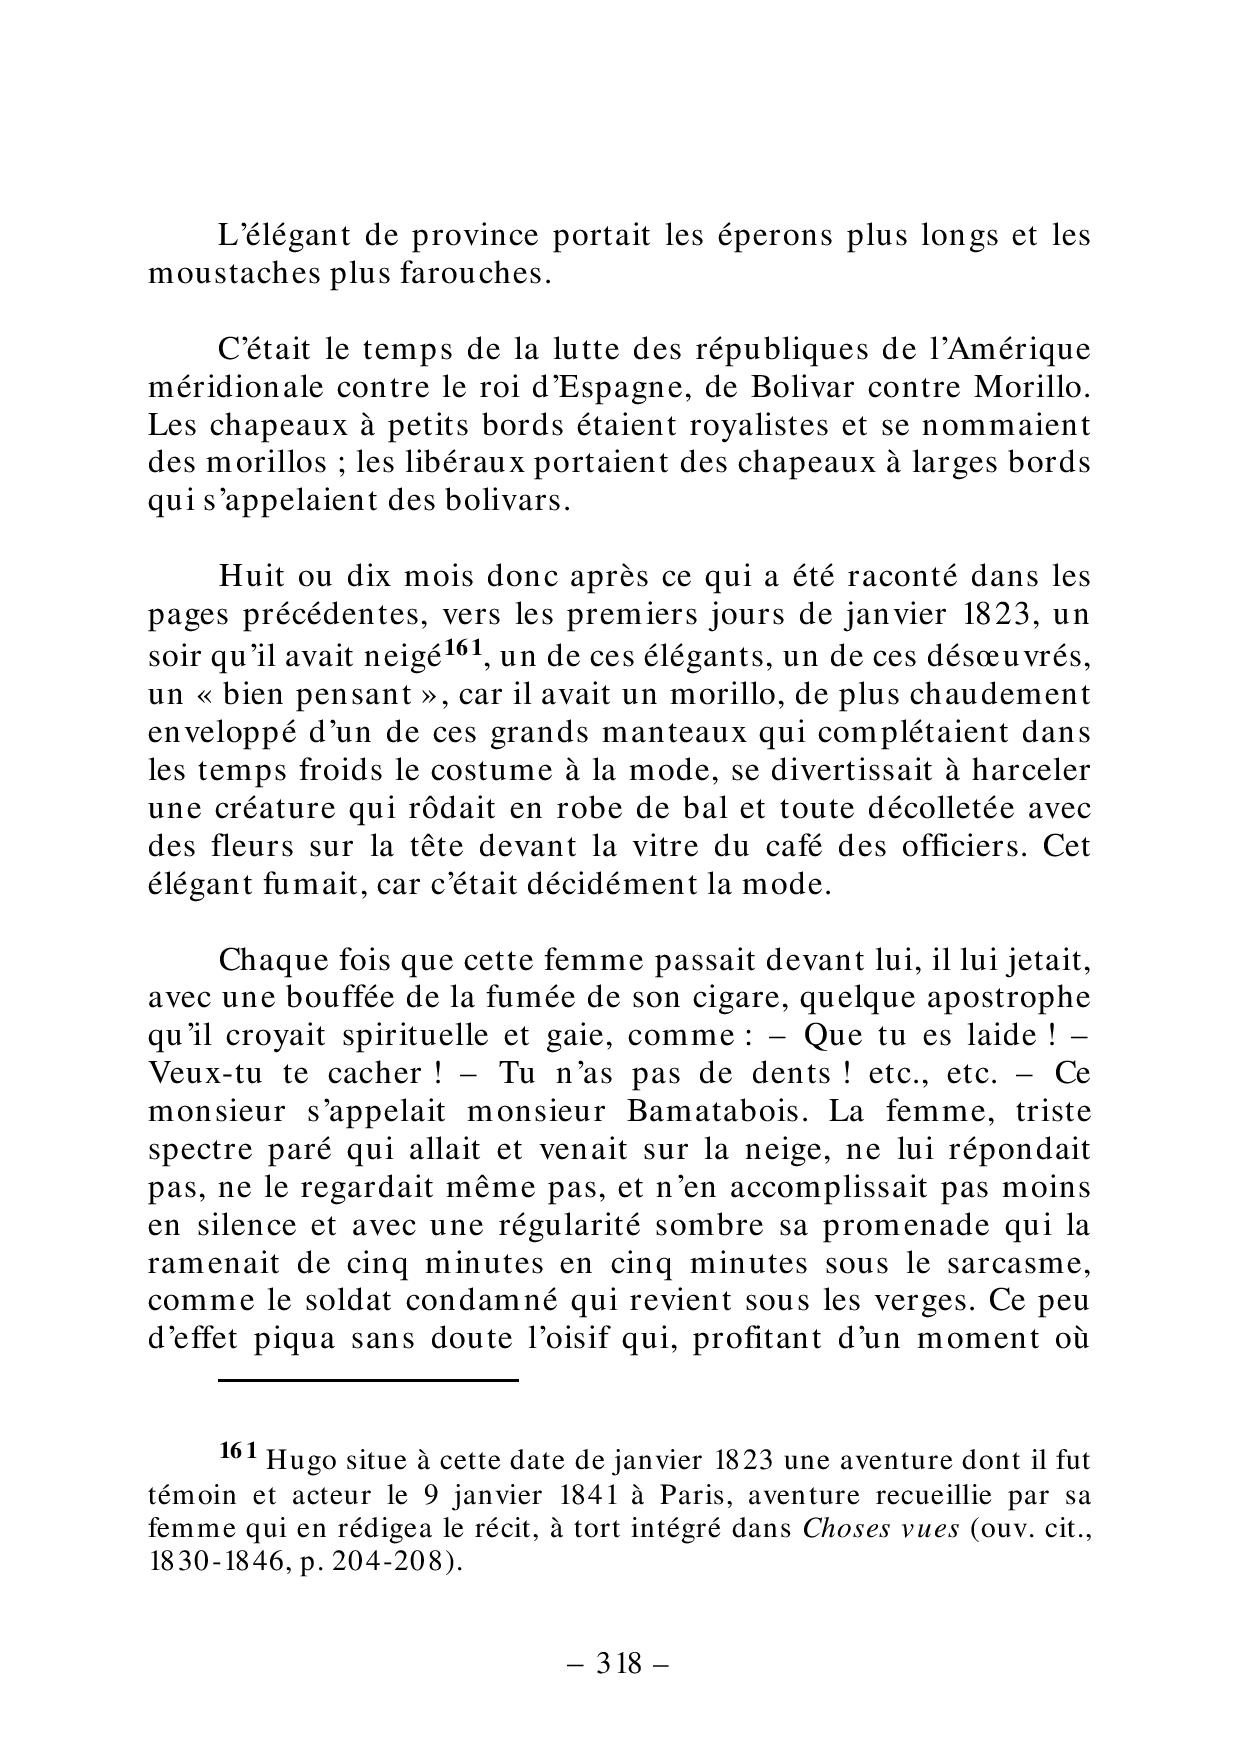 L’élégant de province portait les éperons plus longs et les
moustaches plus farouches.
C’était le temps de la lutte des républiques de l’Amérique
méridionale contre le roi d’Espagne, de Bolivar contre Morillo.
Les chapeaux à petits bords étaient royalistes et se nommaient
des morillos ; les libéraux portaient des chapeaux à larges bords
qui s’appelaient des bolivars.
Huit ou dix mois donc après ce qui a été raconté dans les
pages précédentes, vers les premiers jours de janvier 1823, un
soir qu’il avait neigé161, un de ces élégants, un de ces désœuvrés,
un « bien pensant », car il avait un morillo, de plus chaudement
enveloppé d’un de ces grands manteaux qui complétaient dans
les temps froids le costume à la mode, se divertissait à harceler
une créature qui rôdait en robe de bal et toute décolletée avec
des fleurs sur la tête devant la vitre du café des officiers. Cet
élégant fumait, car c’était décidément la mode.
Chaque fois que cette femme passait devant lui, il lui jetait,
avec une bouffée de la fumée de son cigare, quelque apostrophe
qu’il croyait spirituelle et gaie, comme : – Que tu es laide ! –
Veux-tu te cacher ! – Tu n’as pas de dents ! etc., etc. – Ce
monsieur s’appelait monsieur Bamatabois. La femme, triste
spectre paré qui allait et venait sur la neige, ne lui répondait
pas, ne le regardait même pas, et n’en accomplissait pas moins
en silence et avec une régularité sombre sa promenade qui la
ramenait de cinq minutes en cinq minutes sous le sarcasme,
comme le soldat condamné qui revient sous les verges. Ce peu
d’effet piqua sans doute l’oisif qui, profitant d’un moment où
161 Hugo situe à cette date de janvier 1823 une aventure dont il fut
témoin et acteur le 9 janvier 1841 à Paris, aventure recueillie par sa
femme qui en rédigea le récit, à tort intégré dans Choses vues (ouv. cit.,
1830-1846, p. 204-208).
– 318 –